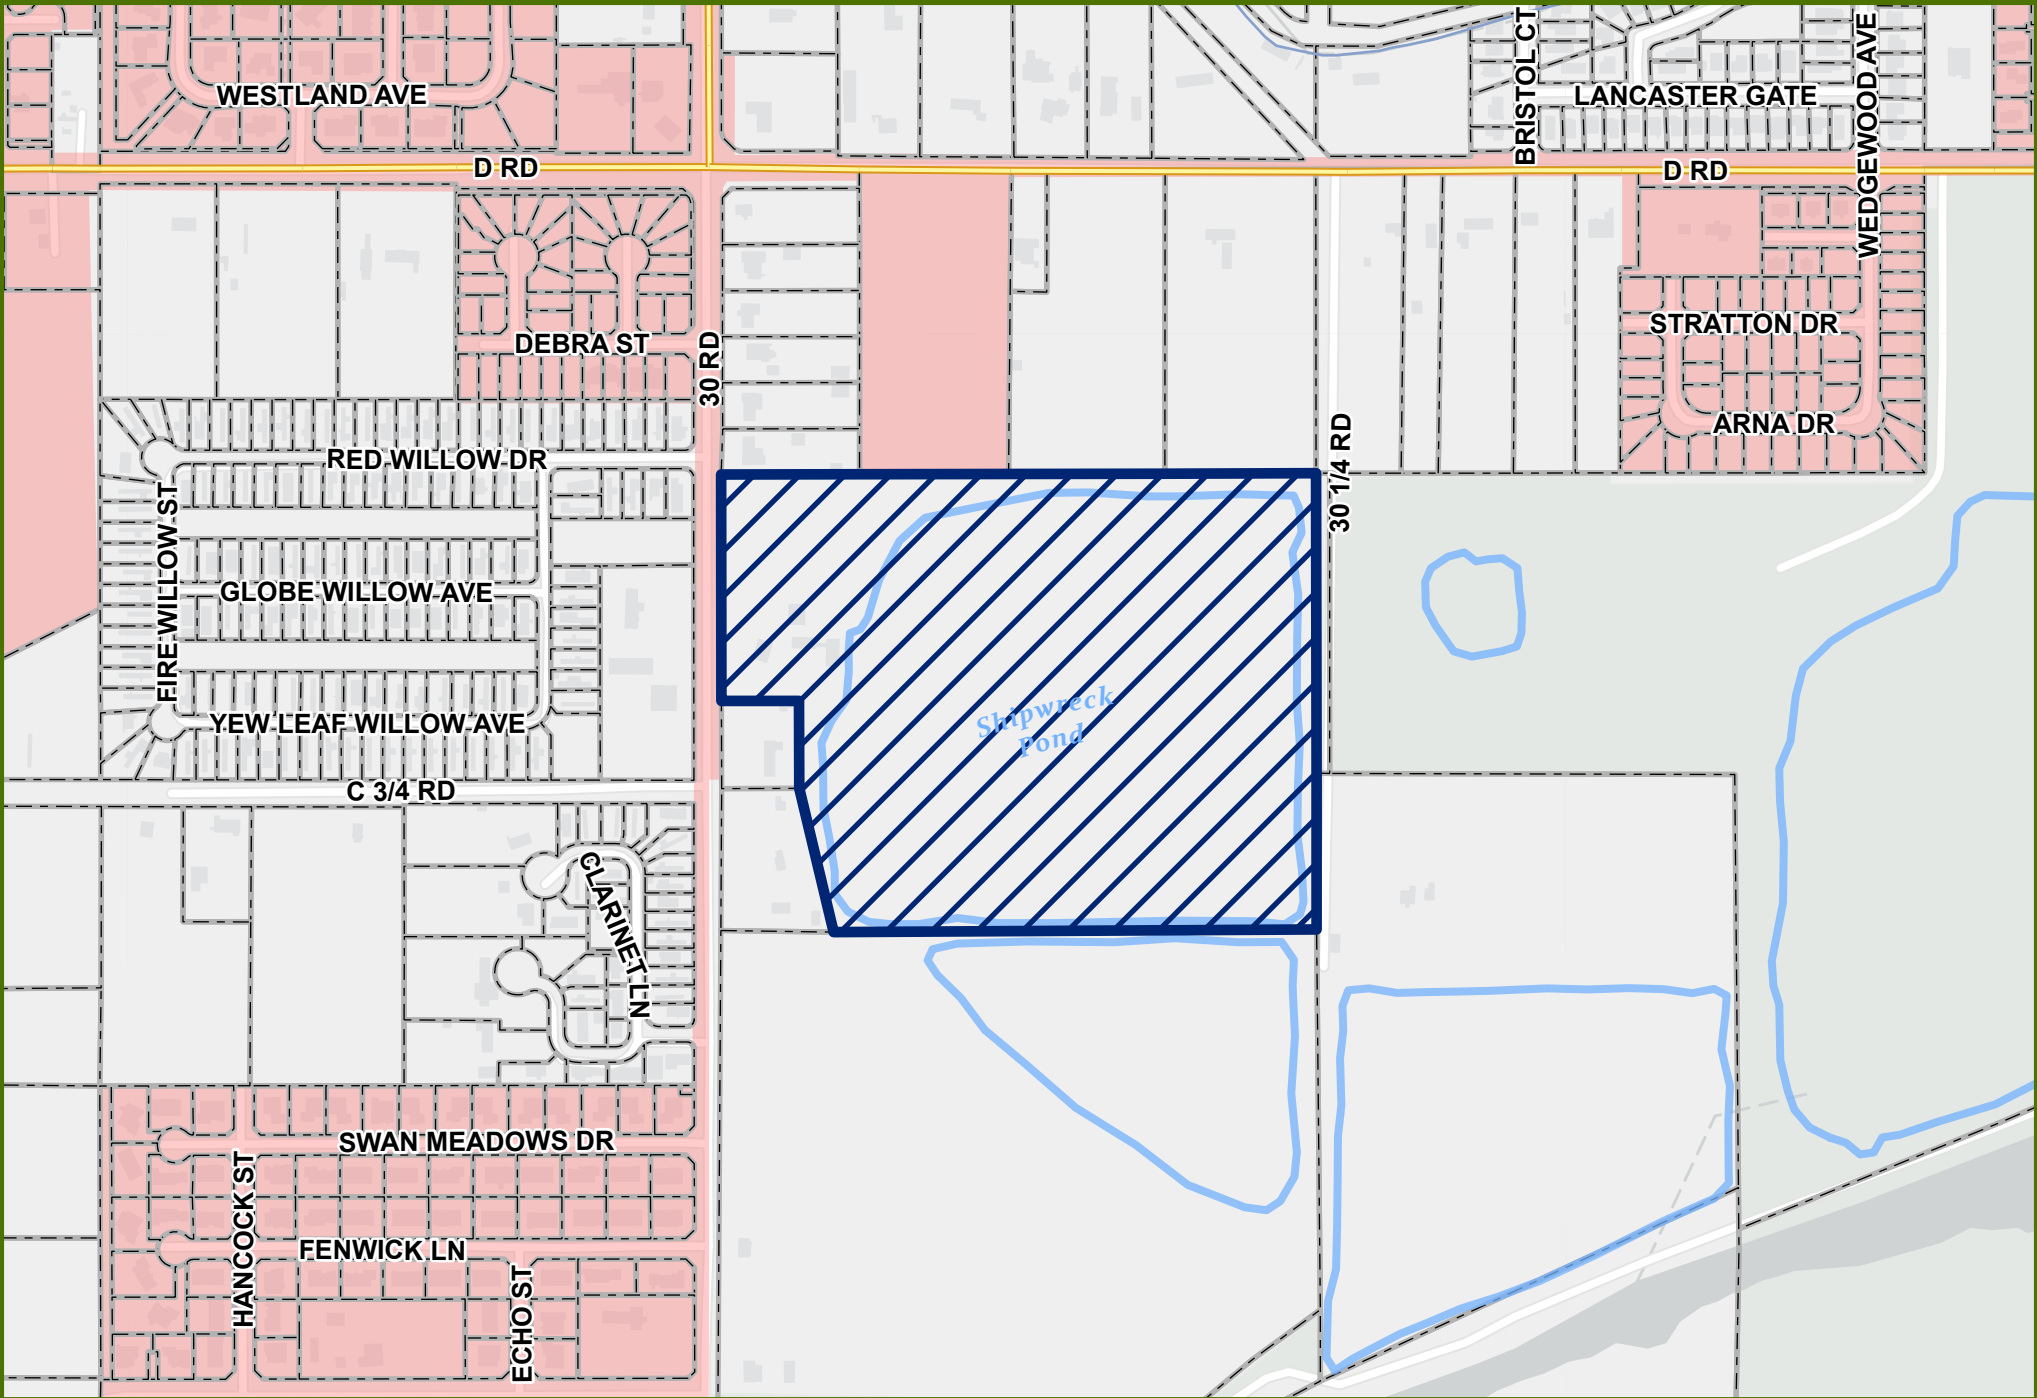 BRISTOL CT
WEDGEWOOD AVE
WESTLAND AVE
LANCASTER GATE
D RD
D RD
STRATTON DR
DEBRA ST
30 RD
ARNA DR
30 1/4 RD
RED WILLOW DR
FIRE WILLOW ST
GLOBE WILLOW AVE
Shipwreck
Pond
YEW LEAF WILLOW AVE
C 3/4 RD
CLARINET LN
SWAN MEADOWS DR
HANCOCK ST
FENWICK LN
ECHO ST